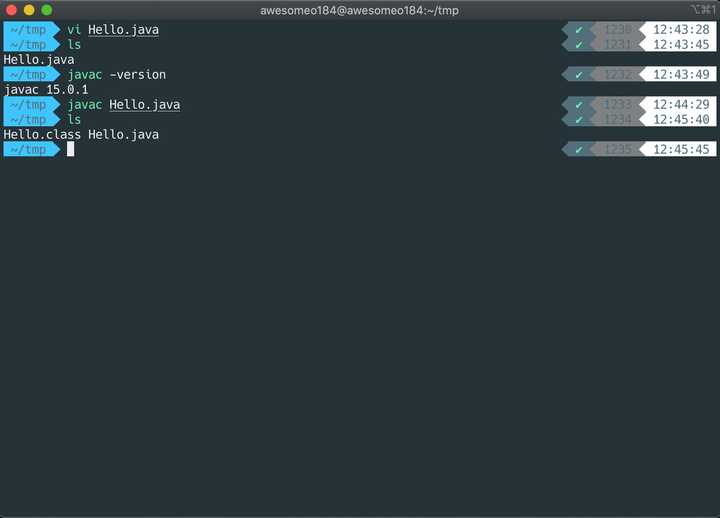 awesomeo184@awesomeo184:~/tmp ⌥⌘1
~/tmp vi Hello.java ✔ 1230 12:43:28
~/tmp ls ✔ 1231 12:43:45
Hello.java
~/tmp javac -version ✔ 1232 12:43:49
javac 15.0.1
~/tmp javac Hello.java ✔ 1233 12:44:29
~/tmp ls ✔ 1234 12:45:40
Hello.class Hello.java
~/tmp ✔ 1235 12:45:45